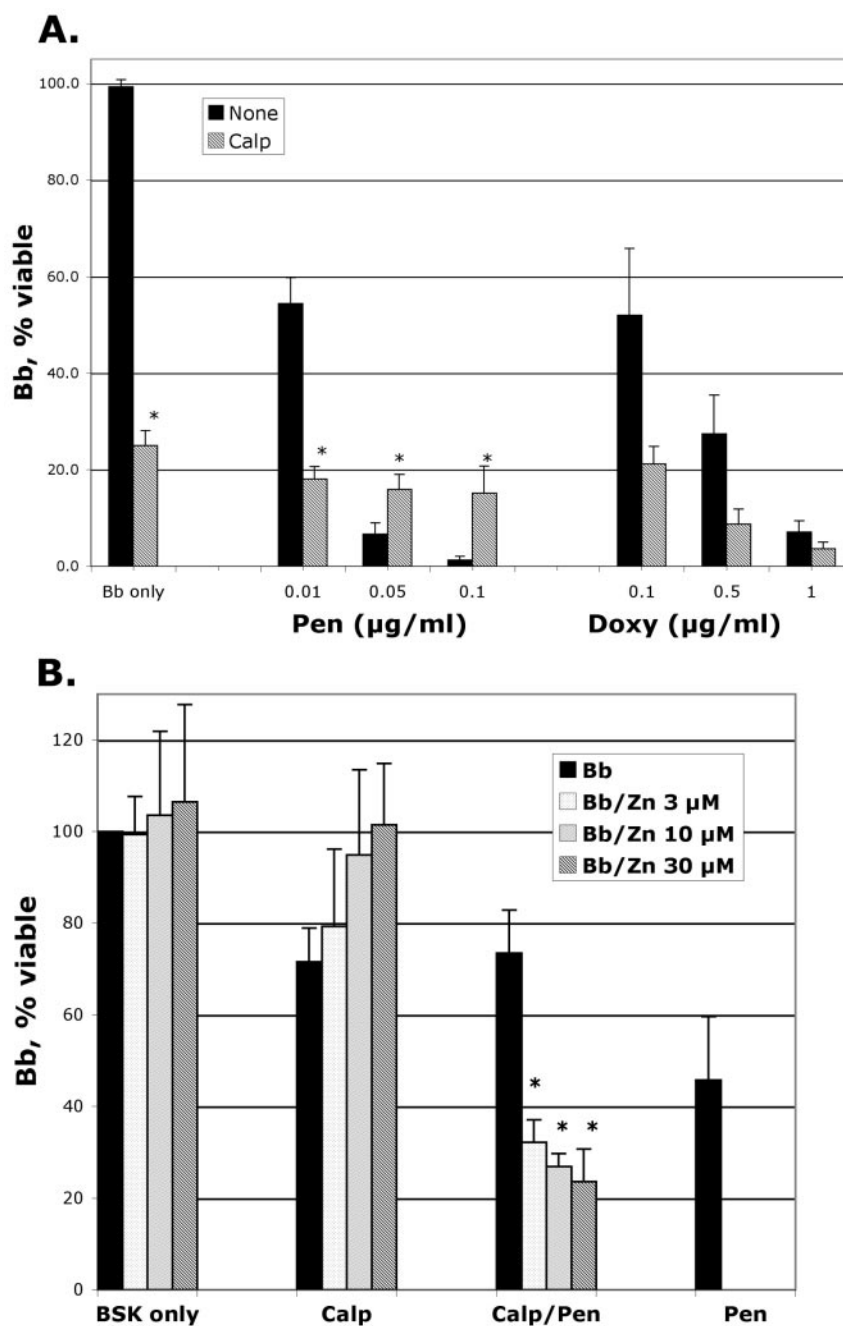 A.
100.0
80.0
60.0
40.0
20.0
0.0
Bb, % viable
None
Calp
*
*
*
*
Bb only 0.01 0.05 0.1 0.1 0.5 1
Pen (µg/ml) Doxy (µg/ml)
B.
120
100
80
60
40
20
0
Bb, % viable
Bb
Bb/Zn 3 µM
Bb/Zn 10 µM
Bb/Zn 30 µM
* * *
BSK only Calp Calp/Pen Pen